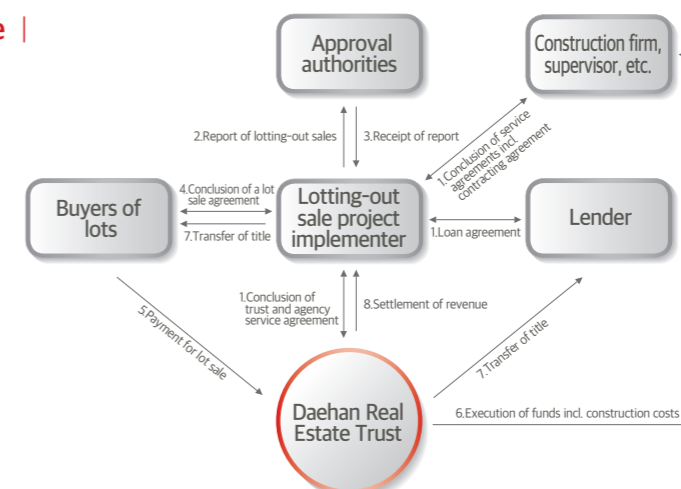 e |
Approval
authorities
Construction firm,
supervisor, etc.
2.Report of lotting-out sales
3.Receipt of report
1.Conclusion of service
agreements incl.
contracting agreement
Buyers of
lots
4.Conclusion of a lot
sale agreement
7.Transfer of title
Lotting-out
sale project
implementer
1.Loan agreement
Lender
1.Conclusion of
trust and agency
service agreement
8.Settlement of revenue
5.Payment for lot sale
7.Transfer of title
Daehan Real
Estate Trust
6.Execution of funds incl. construction costs